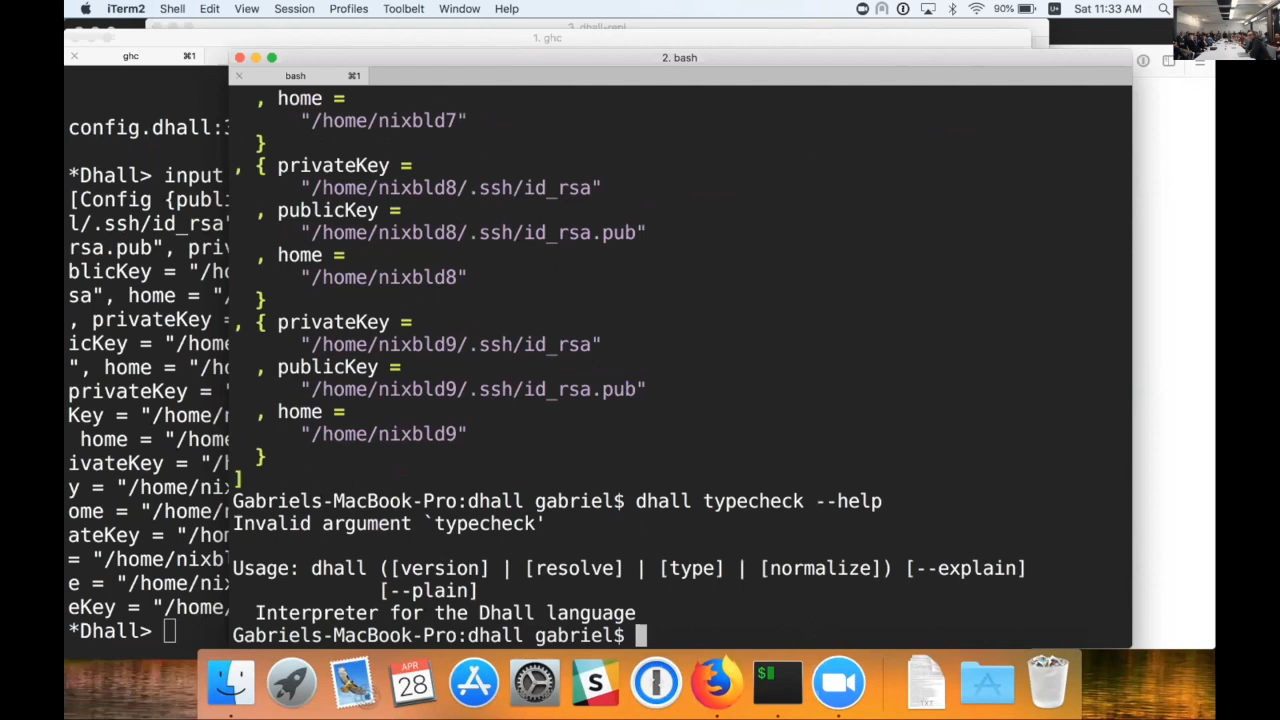 iTerm2 Shell Edit View Session Profiles Toolbelt Window Help 90% Sat 11:33 AM
3. dhall-repl
1. ghc
ghc ⌘1
2. bash
bash ⌘1
config.dhall:3
*Dhall> input
[Config {publi
l/.ssh/id_rsa"
rsa.pub", priv
blicKey = "/ho
sa", home = "/
, privateKey =
icKey = "/home
", home = "/ho
privateKey = "
Key = "/home/n
home = "/home
ivateKey = "/h
y = "/home/nix
ome = "/home/n
ateKey = "/hom
= "/home/nixbl
e = "/home/nix
eKey = "/home/
*Dhall>
, home =
"/home/nixbld7"
}
, { privateKey =
"/home/nixbld8/.ssh/id_rsa"
, publicKey =
"/home/nixbld8/.ssh/id_rsa.pub"
, home =
"/home/nixbld8"
}
, { privateKey =
"/home/nixbld9/.ssh/id_rsa"
, publicKey =
"/home/nixbld9/.ssh/id_rsa.pub"
, home =
"/home/nixbld9"
}
]
Gabriels-MacBook-Pro:dhall gabriel$ dhall typecheck --help
Invalid argument `typecheck'
Usage: dhall ([version] | [resolve] | [type] | [normalize]) [--explain]
[--plain]
Interpreter for the Dhall language
Gabriels-MacBook-Pro:dhall gabriel$
APR
28
S
$
TXT